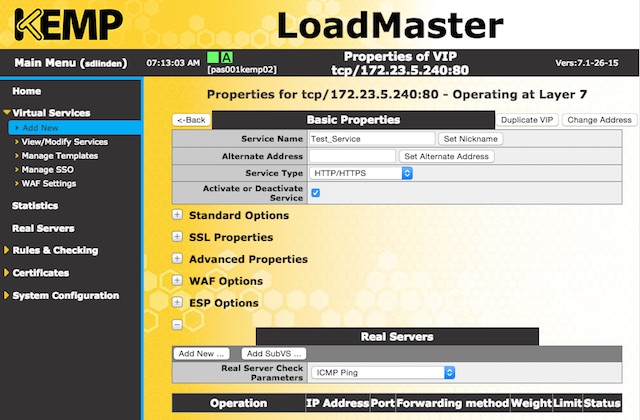 KEMP
LoadMaster
Main Menu (sdlinden)
07:13:03 AM
A
[pas001kemp02]
Properties of VIP
tcp/172.23.5.240:80
Vers:7.1-26-15
Home
Virtual Services
Add New
View/Modify Services
Manage Templates
Manage SSO
WAF Settings
Statistics
Real Servers
Rules & Checking
Certificates
System Configuration
Properties for tcp/172.23.5.240:80 - Operating at Layer 7
<-Back
Basic Properties
Duplicate VIP
Change Address
Service Name
Test_Service
Set Nickname
Alternate Address
Set Alternate Address
Service Type
HTTP/HTTPS
Activate or Deactivate
Service
Standard Options
SSL Properties
Advanced Properties
WAF Options
ESP Options
Real Servers
Add New ...
Add SubVS ...
Real Server Check
Parameters
ICMP Ping
Operation IP Address Port Forwarding method Weight Limit Status